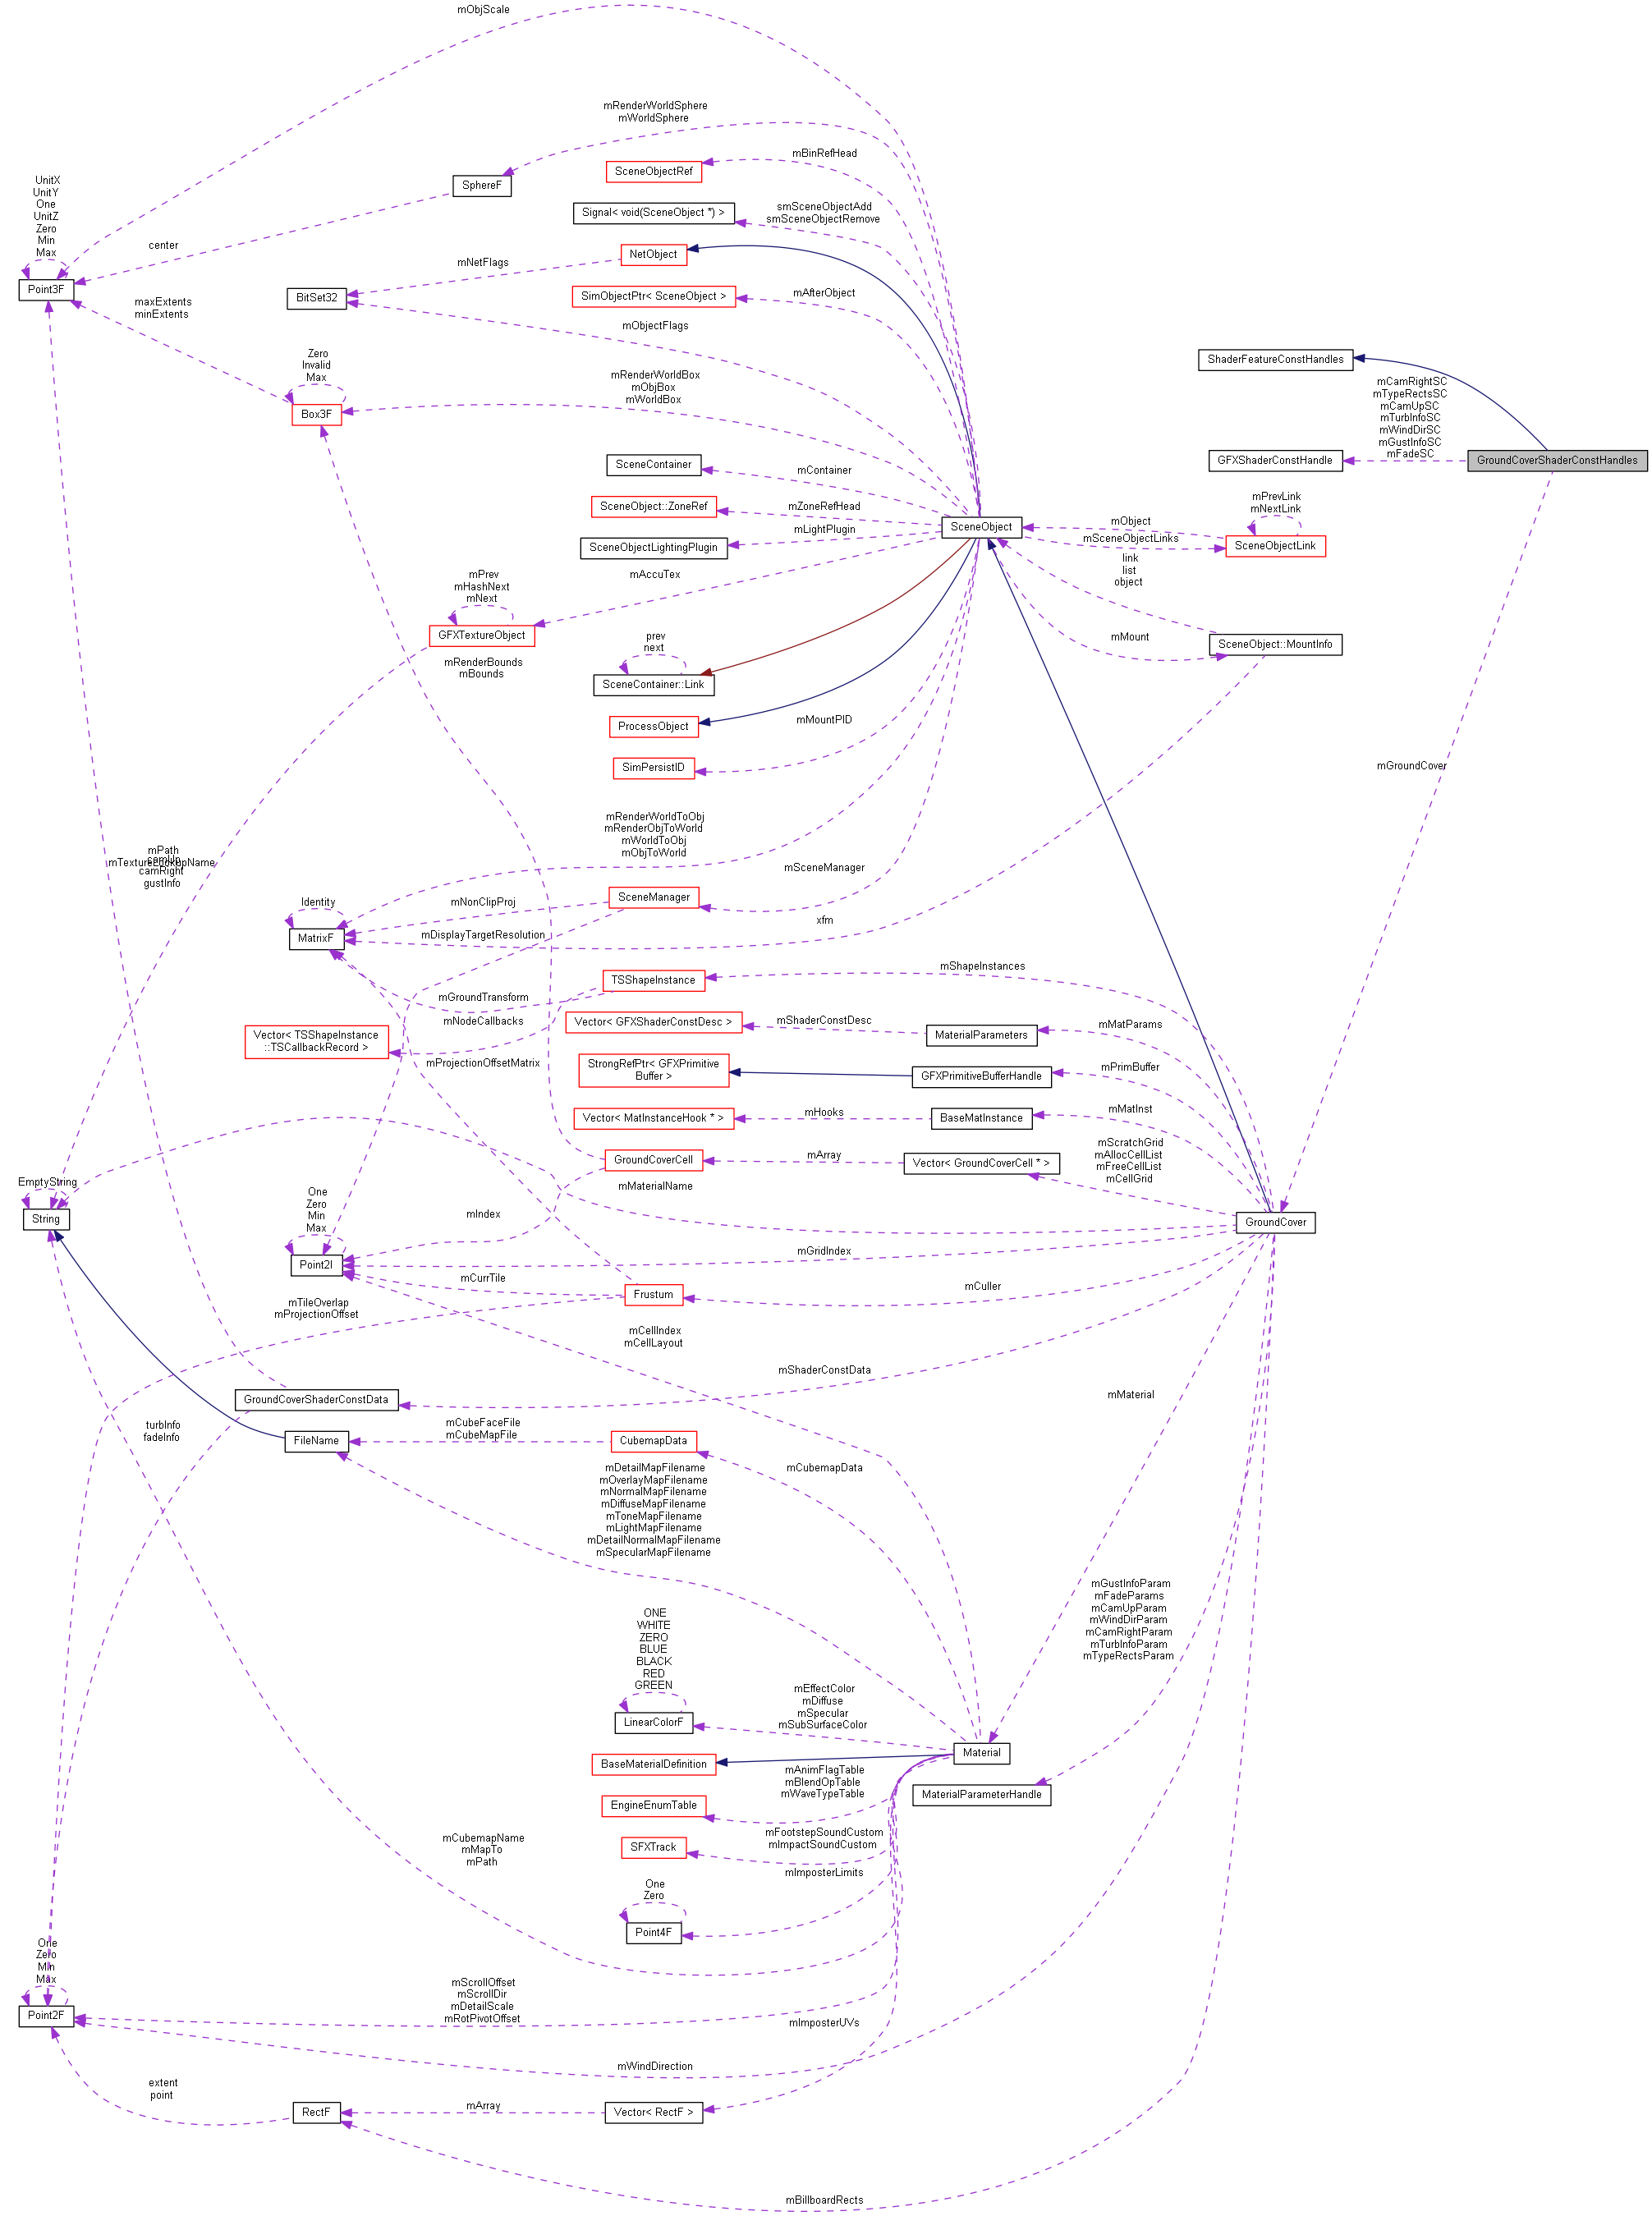 mObjScale
mRenderWorldSphere
mWorldSphere
mBinRefHead
SceneObjectRef
UnitX
UnitY
One
UnitZ
Zero
Min
Max
SphereF
smSceneObjectAdd
smSceneObjectRemove
Signal< void(SceneObject *) >
center
NetObject
mNetFlags
Point3F
BitSet32
SimObjectPtr< SceneObject >
mAfterObject
maxExtents
minExtents
mObjectFlags
Zero
Invalid
Max
ShaderFeatureConstHandles
mRenderWorldBox
mObjBox
mWorldBox
Box3F
mCamRightSC
mTypeRectsSC
mCamUpSC
mTurbInfoSC
mWindDirSC
mGustInfoSC
mFadeSC
GFXShaderConstHandle
GroundCoverShaderConstHandles
SceneContainer
mContainer
mPrevLink
mNextLink
SceneObject::ZoneRef
mZoneRefHead
SceneObject
mObject
mLightPlugin
mSceneObjectLinks
SceneObjectLink
SceneObjectLightingPlugin
link
list
object
mPrev
mHashNext
mNext
mAccuTex
GFXTextureObject
prev
next
mMount
SceneObject::MountInfo
mRenderBounds
mBounds
SceneContainer::Link
ProcessObject
mMountPID
SimPersistID
mGroundCover
mRenderWorldToObj
mRenderObjToWorld
mWorldToObj
mObjToWorld
mPath
mTextureLookupName
camUp
camRight
gustInfo
mSceneManager
SceneManager
Identity
mNonClipProj
xfm
MatrixF
mDisplayTargetResolution
mShapeInstances
TSShapeInstance
mGroundTransform
mNodeCallbacks
Vector< GFXShaderConstDesc >
mShaderConstDesc
MaterialParameters
mMatParams
Vector< TSShapeInstance
::TSCallbackRecord >
mProjectionOffsetMatrix
StrongRefPtr< GFXPrimitive
Buffer >
GFXPrimitiveBufferHandle
mPrimBuffer
Vector< MatInstanceHook * >
mHooks
BaseMatInstance
mMatInst
GroundCoverCell
mArray
Vector< GroundCoverCell * >
mScratchGrid
mAllocCellList
mFreeCellList
mCellGrid
EmptyString
mMaterialName
String
One
Zero
Min
Max
mIndex
GroundCover
mGridIndex
Point2I
mCurrTile
mCuller
Frustum
mTileOverlap
mProjectionOffset
mCellIndex
mCellLayout
mShaderConstData
GroundCoverShaderConstData
mMaterial
turbInfo
fadeInfo
FileName
mCubeFaceFile
mCubeMapFile
CubemapData
mCubemapData
mDetailMapFilename
mOverlayMapFilename
mNormalMapFilename
mDiffuseMapFilename
mToneMapFilename
mLightMapFilename
mDetailNormalMapFilename
mSpecularMapFilename
mGustInfoParam
mFadeParams
mCamUpParam
mWindDirParam
mCamRightParam
mTurbInfoParam
mTypeRectsParam
ONE
WHITE
ZERO
BLUE
BLACK
RED
GREEN
mEffectColor
mDiffuse
mSpecular
mSubSurfaceColor
LinearColorF
Material
BaseMaterialDefinition
mAnimFlagTable
mBlendOpTable
mWaveTypeTable
MaterialParameterHandle
EngineEnumTable
mFootstepSoundCustom
mImpactSoundCustom
SFXTrack
mCubemapName
mMapTo
mPath
mImposterLimits
One
Zero
Point4F
One
Zero
Min
Max
mScrollOffset
mScrollDir
mDetailScale
mRotPivotOffset
Point2F
mImposterUVs
mWindDirection
extent
point
RectF
mArray
Vector< RectF >
mBillboardRects